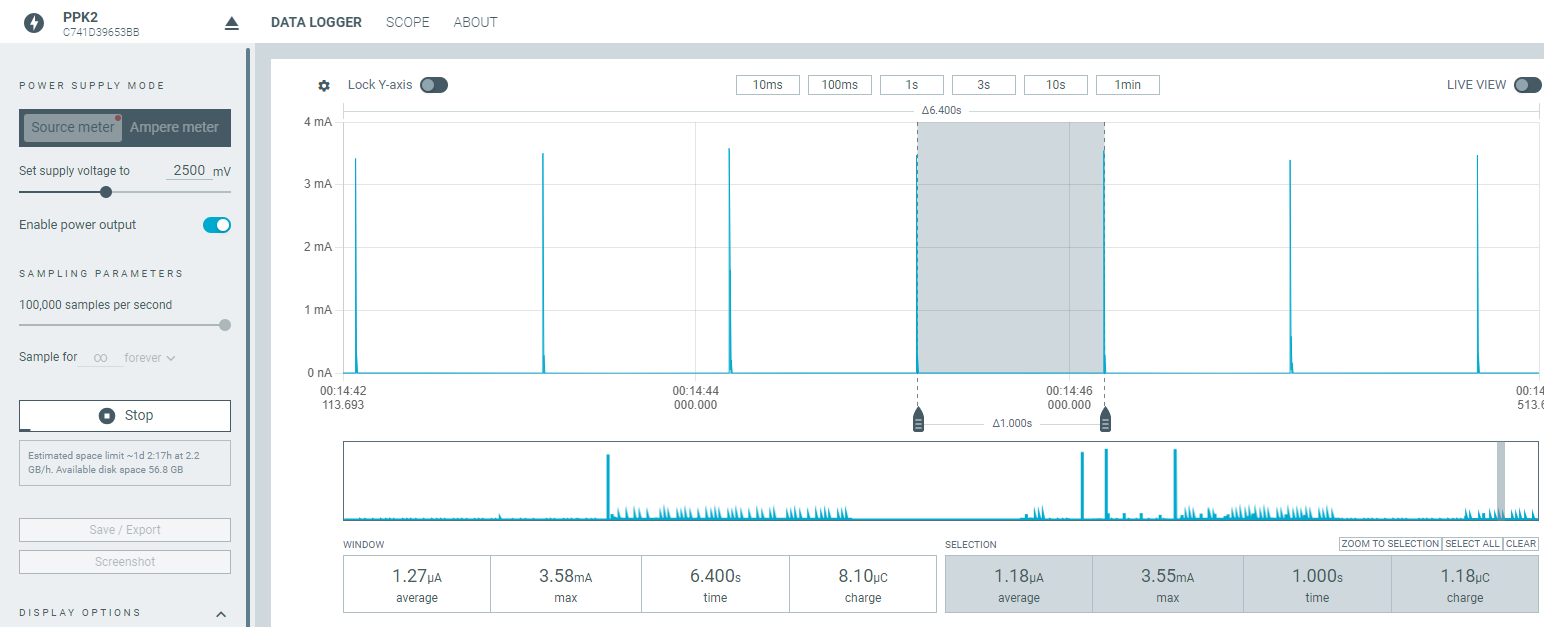 PPK2
C741D39653BB
DATA LOGGER SCOPE ABOUT
POWER SUPPLY MODE
Source meter Ampere meter
Set supply voltage to 2500 mV
Enable power output
SAMPLING PARAMETERS
100,000 samples per second
Sample for ∞ forever
Stop
Estimated space limit ~1d 2:17h at 2.2
GB/h. Available disk space 56.8 GB
Save / Export
Screenshot
DISPLAY OPTIONS
Lock Y-axis 10ms 100ms 1s 3s 10s 1min LIVE VIEW
Δ6.400s
4 mA
3 mA
2 mA
1 mA
0 nA
00:14:42 00:14:44 00:14:46 00:14
113.693 000.000 000.000 513.6
Δ1.000s
WINDOW
1.27μA 3.58mA 6.400s 8.10μC
average max time charge
SELECTION ZOOM TO SELECTION SELECT ALL CLEAR
1.18μA 3.55mA 1.000s 1.18μC
average max time charge